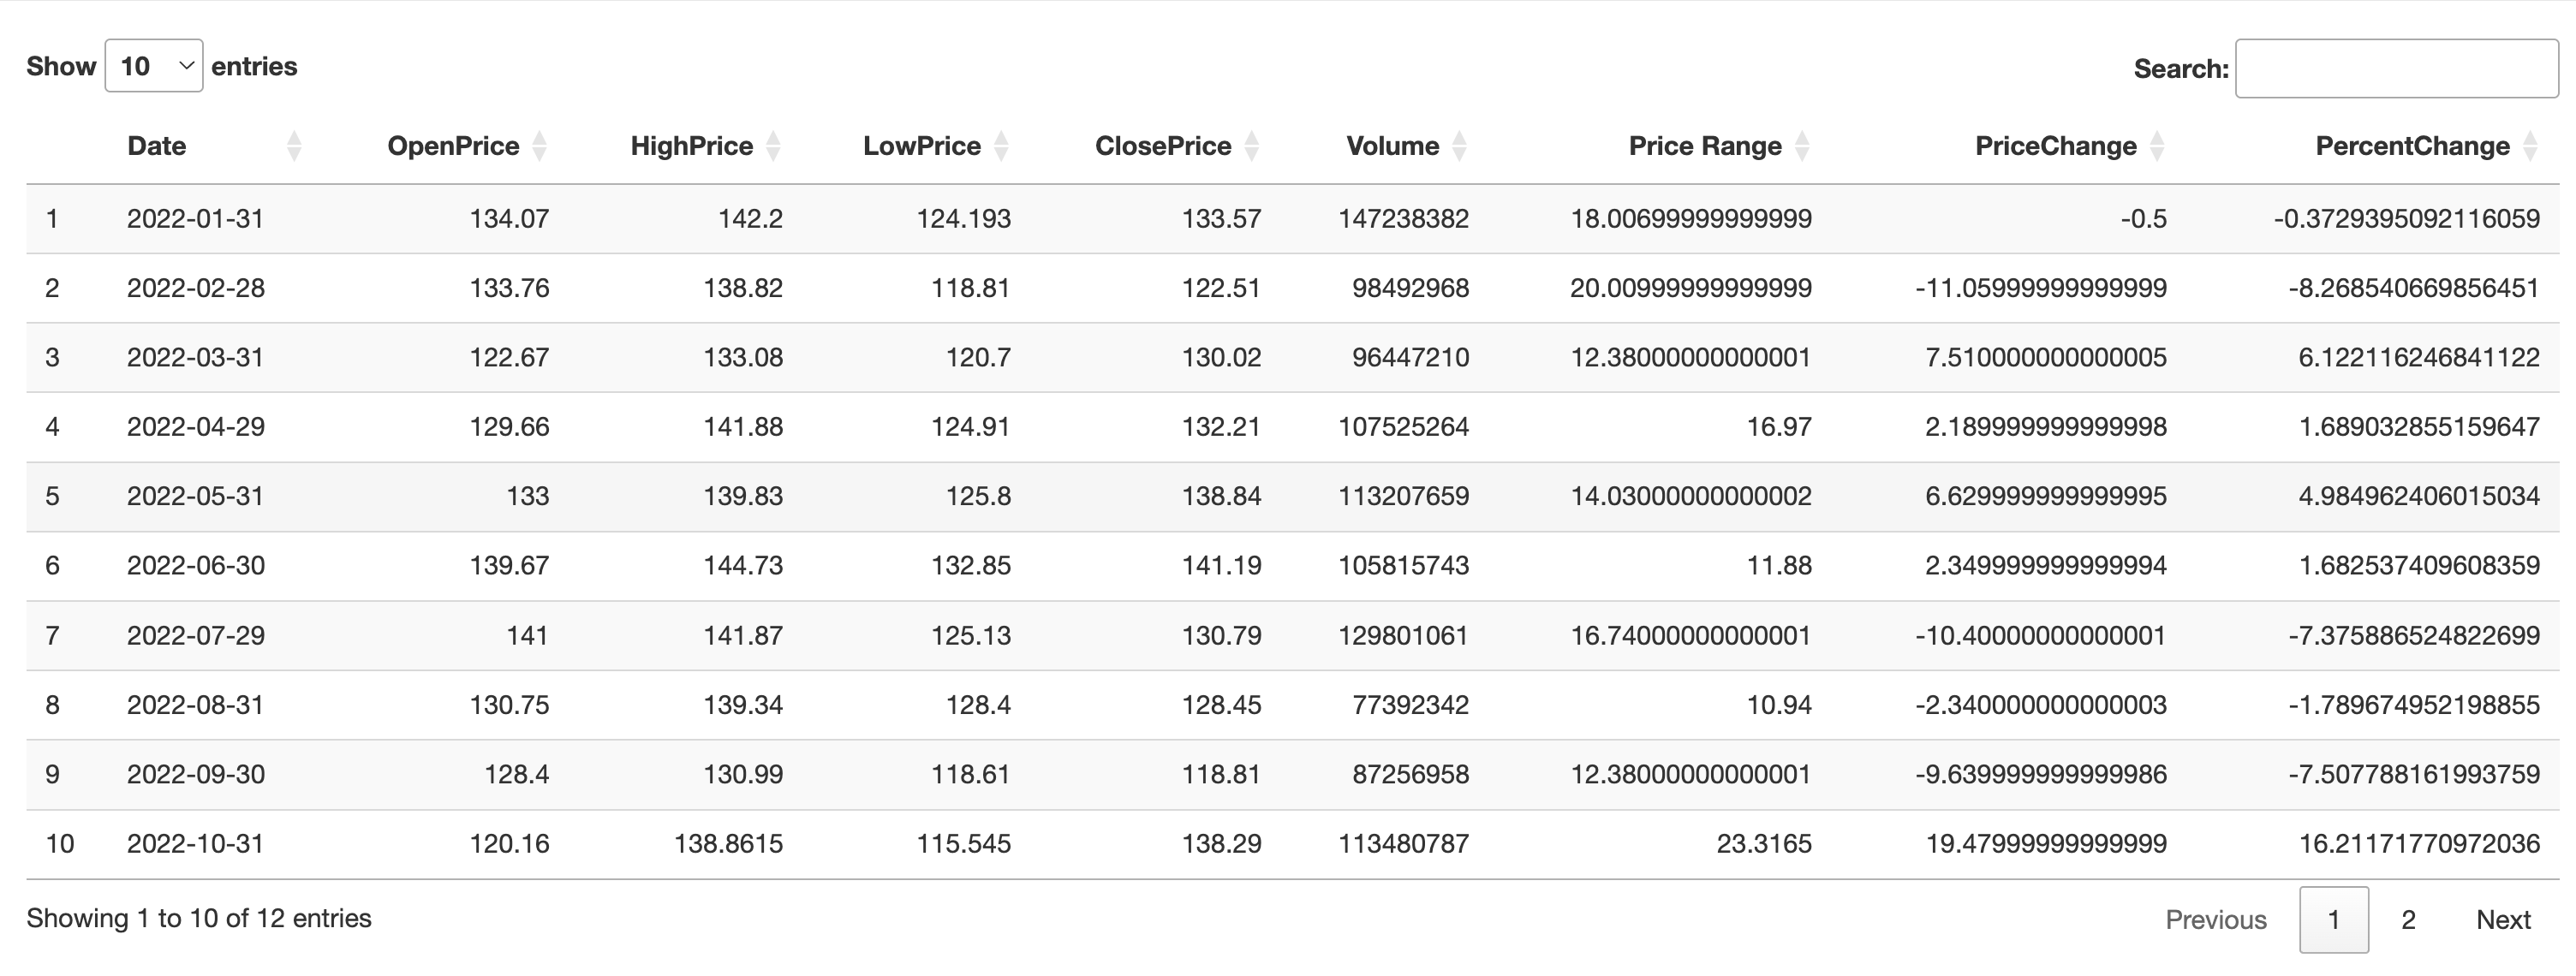 Show 10 entries Search:
Date OpenPrice HighPrice LowPrice ClosePrice Volume Price Range PriceChange PercentChange
1 2022-01-31 134.07 142.2 124.193 133.57 147238382 18.00699999999999 -0.5 -0.3729395092116059
2 2022-02-28 133.76 138.82 118.81 122.51 98492968 20.00999999999999 -11.05999999999999 -8.268540669856451
3 2022-03-31 122.67 133.08 120.7 130.02 96447210 12.38000000000001 7.510000000000005 6.122116246841122
4 2022-04-29 129.66 141.88 124.91 132.21 107525264 16.97 2.189999999999998 1.689032855159647
5 2022-05-31 133 139.83 125.8 138.84 113207659 14.03000000000002 6.629999999999995 4.984962406015034
6 2022-06-30 139.67 144.73 132.85 141.19 105815743 11.88 2.349999999999994 1.682537409608359
7 2022-07-29 141 141.87 125.13 130.79 129801061 16.74000000000001 -10.40000000000001 -7.375886524822699
8 2022-08-31 130.75 139.34 128.4 128.45 77392342 10.94 -2.340000000000003 -1.789674952198855
9 2022-09-30 128.4 130.99 118.61 118.81 87256958 12.38000000000001 -9.639999999999986 -7.507788161993759
10 2022-10-31 120.16 138.8615 115.545 138.29 113480787 23.3165 19.47999999999999 16.21171770972036
Showing 1 to 10 of 12 entries Previous 1 2 Next